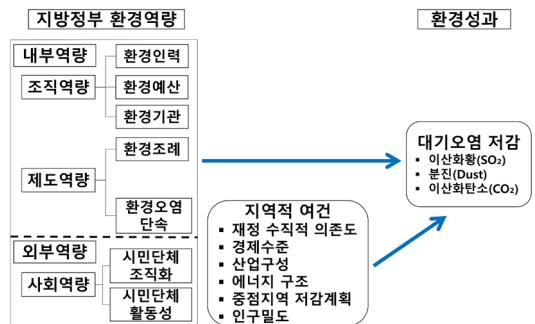 지방정부 환경역량
환경성과
내부역량
조직역량
환경인력
환경예산
환경기관
제도역량
환경조례
환경오염
단속
외부역량
사회역량
시민단체
조직화
시민단체
활동성
지역적 여건
▪ 재정 수직적 의존도
▪ 경제수준
▪ 산업구성
▪ 에너지 구조
▪ 중점지역 저감계획
▪ 인구밀도
대기오염 저감
▪ 이산화황(SO₂)
▪ 분진(Dust)
▪ 이산화탄소(CO₂)